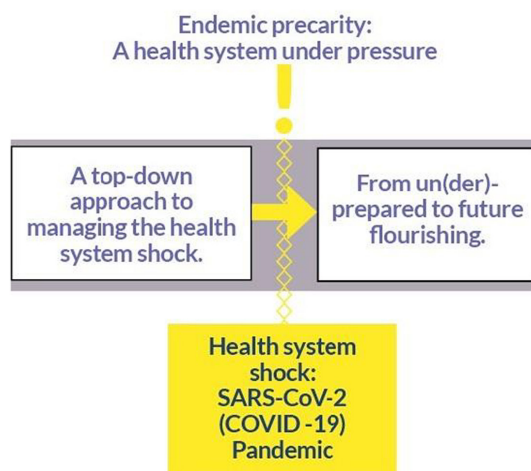 Endemic precarity:
A health system under pressure
A top-down
approach to
managing the health
system shock.
From un(der)-
prepared to future
flourishing.
Health system
shock:
SARS-CoV-2
(COVID -19)
Pandemic